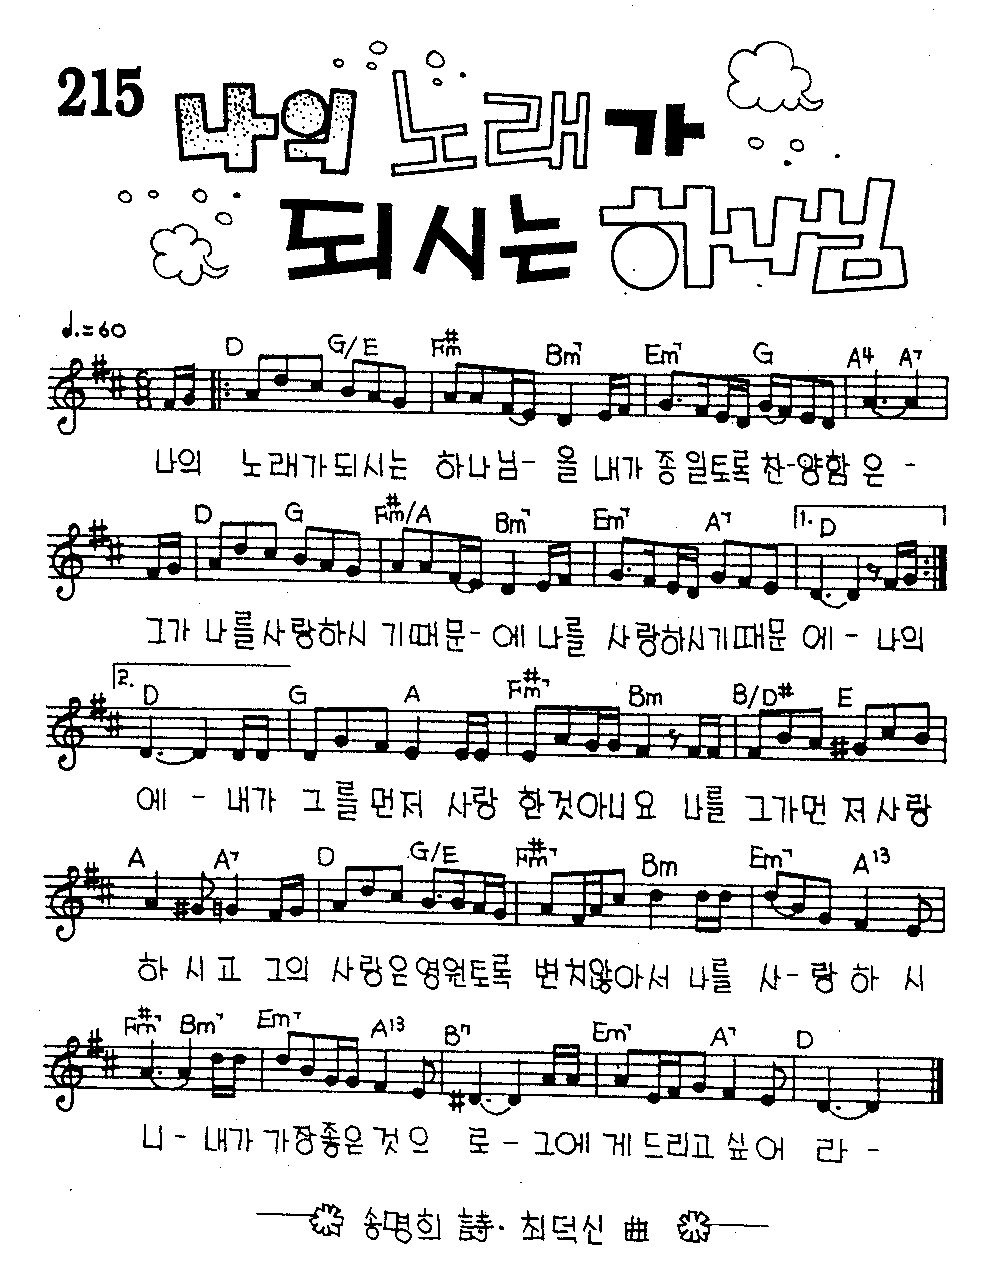 215 나의 노래가
되시는 하나님
♩.=60
D G/E F#m Bm7 Em7 G A4 A7
나의 노래가되시는 하나님- 을 내가 종일토록 찬-양함 은 -
D G F#m/A Bm7 Em7 A7 1. D
그가 나를사랑하시 기때문- 에 나를 사랑하시기때문 에- 나의
2. D G A F#m7 Bm B/D# E
에 - 내가 그를먼저 사랑 한것아니요 나를 그가먼 저사랑
A A7 D G/E F#m7 Bm Em7 A13
하 시고 그의 사랑은영원토록 변치않아서 나를 사-랑 하 시
F#m7 Bm7 Em7 A13 B7 Em7 A7 D
니- 내가 가장좋은것 으 로- 그에게드리고싶어 라-
송명희 詩·최덕신 曲